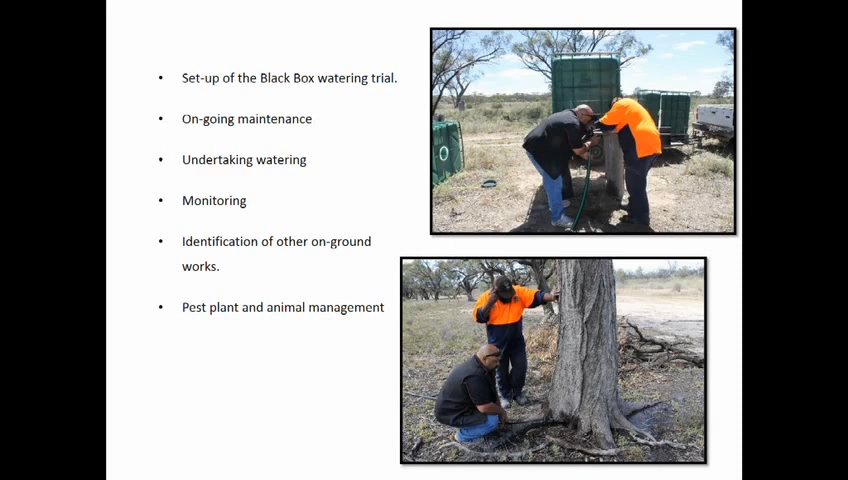 • Set-up of the Black Box watering trial.
• On-going maintenance
• Undertaking watering
• Monitoring
• Identification of other on-ground
works.
• Pest plant and animal management